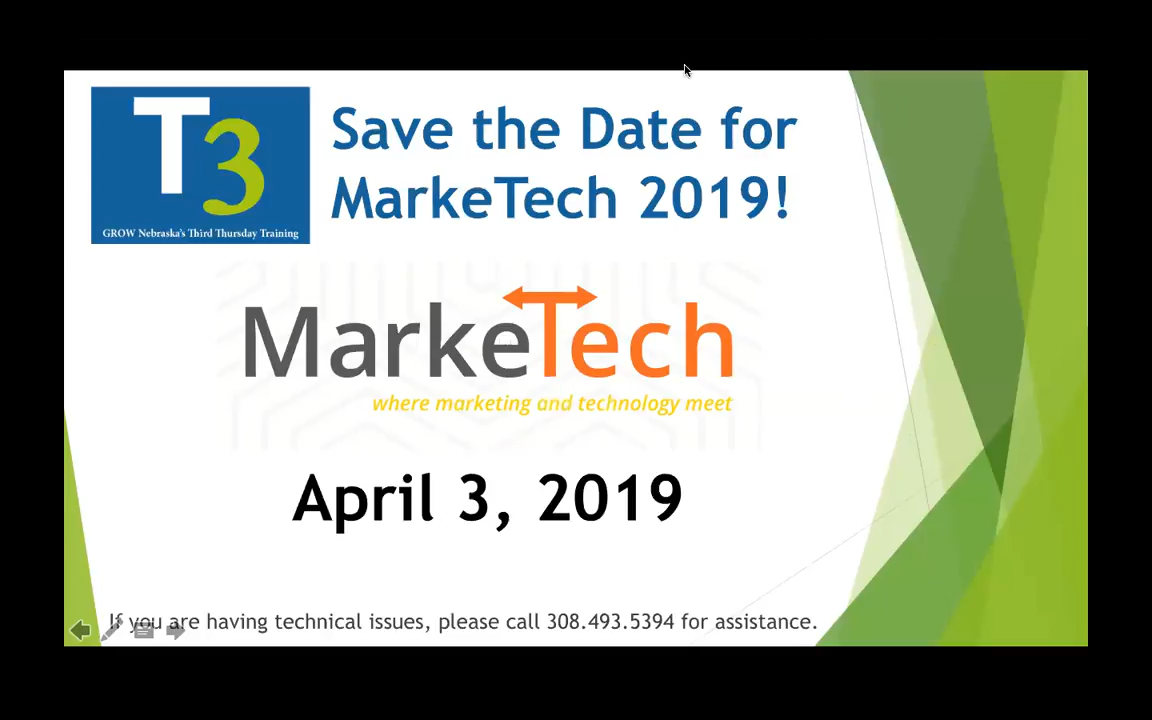 T3
GROW Nebraska's Third Thursday Training
Save the Date for
MarkeTech 2019!
MarkeTech
where marketing and technology meet
April 3, 2019
If you are having technical issues, please call 308.493.5394 for assistance.